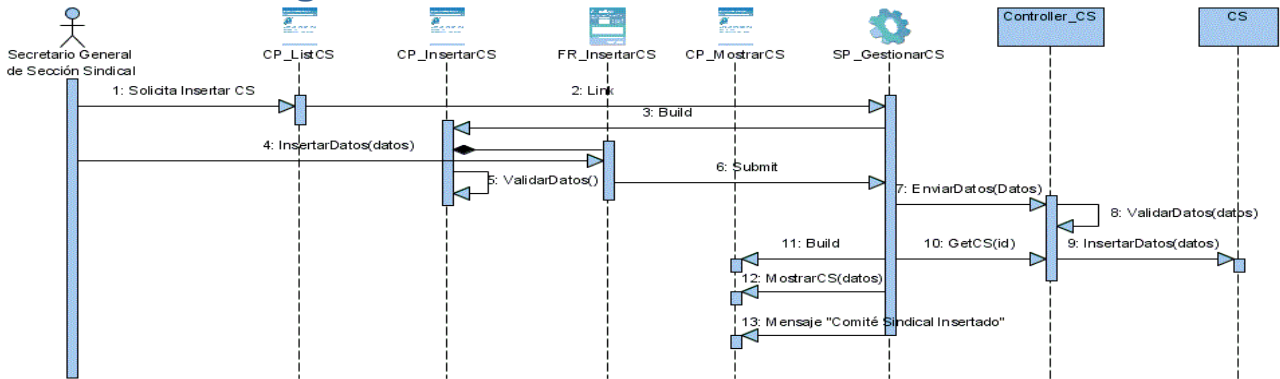 Controller_CS
CS
Secretario General
de Sección Sindical
CP_ListCS
CP_InsertarCS
FR_InsertarCS
CP_MostrarCS
SP_GestionarCS
1: Solicita Insertar CS
2: Link
3: Build
4: InsertarDatos(datos)
5: ValidarDatos()
6: Submit
7: EnviarDatos(Datos)
8: ValidarDatos(datos)
11: Build
10: GetCS(id)
9: InsertarDatos(datos)
12: MostrarCS(datos)
13: Mensaje "Comité Sindical Insertado"